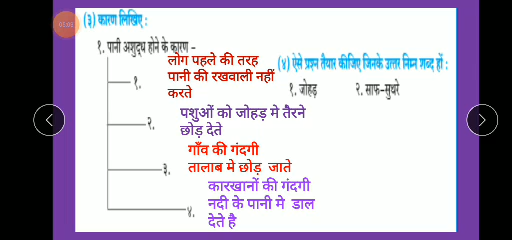 (३) कारण लिखिए :
१. पानी अशुद्ध होने के कारण -
१. लोग पहले की तरह
पानी की रखवाली नहीं
करते
२. पशुओं को जोहड़ मे तैरने
छोड़ देते
३. गाँव की गंदगी
तालाब मे छोड़ जाते
४. कारखानों की गंदगी
नदी के पानी मे डाल
देते है
(४) ऐसे प्रश्न तैयार कीजिए जिनके उत्तर निम्न शब्द हों :
१. जोहड़ २. साफ-सुथरे